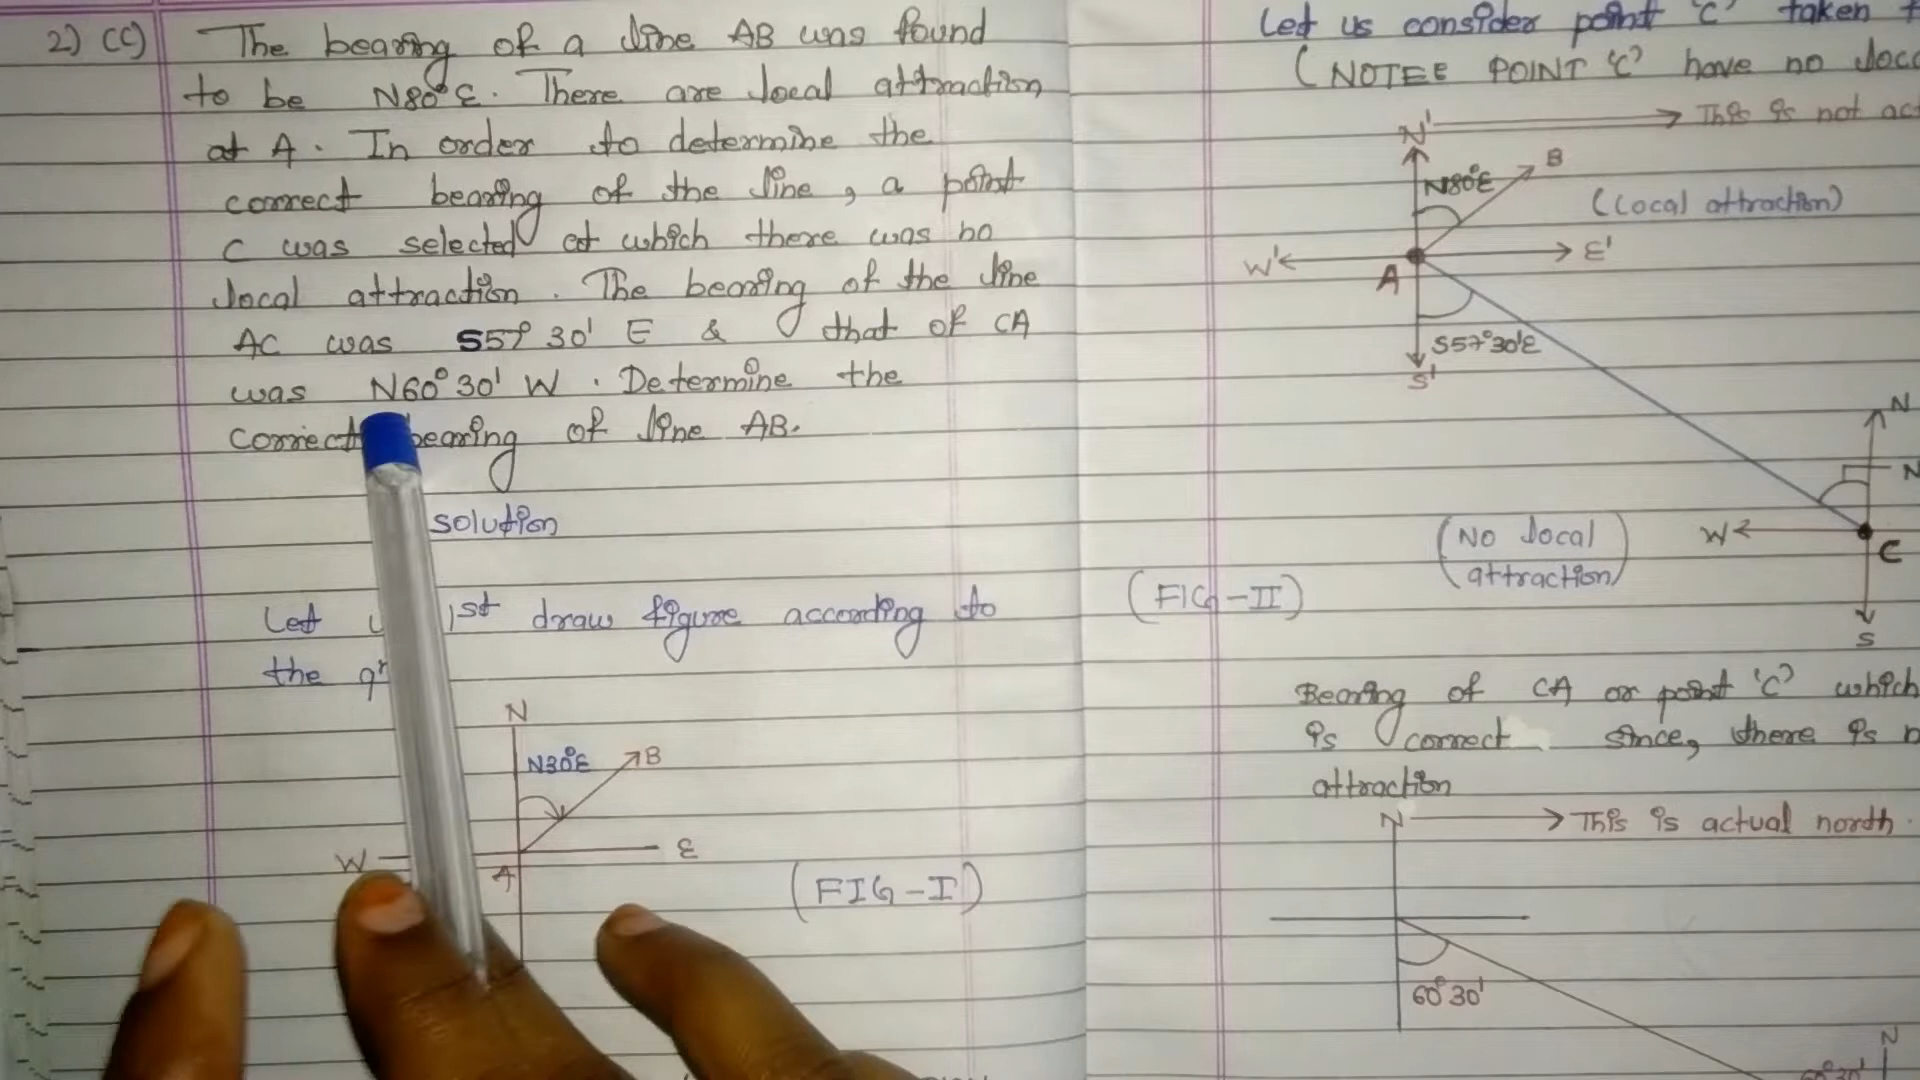 2) (C) The bearing of a line AB was found
to be N80°E. There are local attraction
at A. In order to determine the
correct bearing of the line, a point
C was selected at which there was no
local attraction. The bearing of the line
AC was S57° 30' E & that of CA
was N60° 30' W. Determine the
correct bearing of line AB.
solution
Let 1st draw figure according to
the
N
N30°E
B
W
E
A
(FIG-I)
Let us consider point 'C' taken
(NOTEE POINT 'C' have no
N'
This is not
B
N80°E
(Local attraction)
W'
E'
A
S57°30'E
S'
N
N
(No local
attraction)
W
C
(FIG-II)
S
Bearing of CA or point 'C' which
is correct since, there is
attraction
N
This is actual north.
60°30'
N